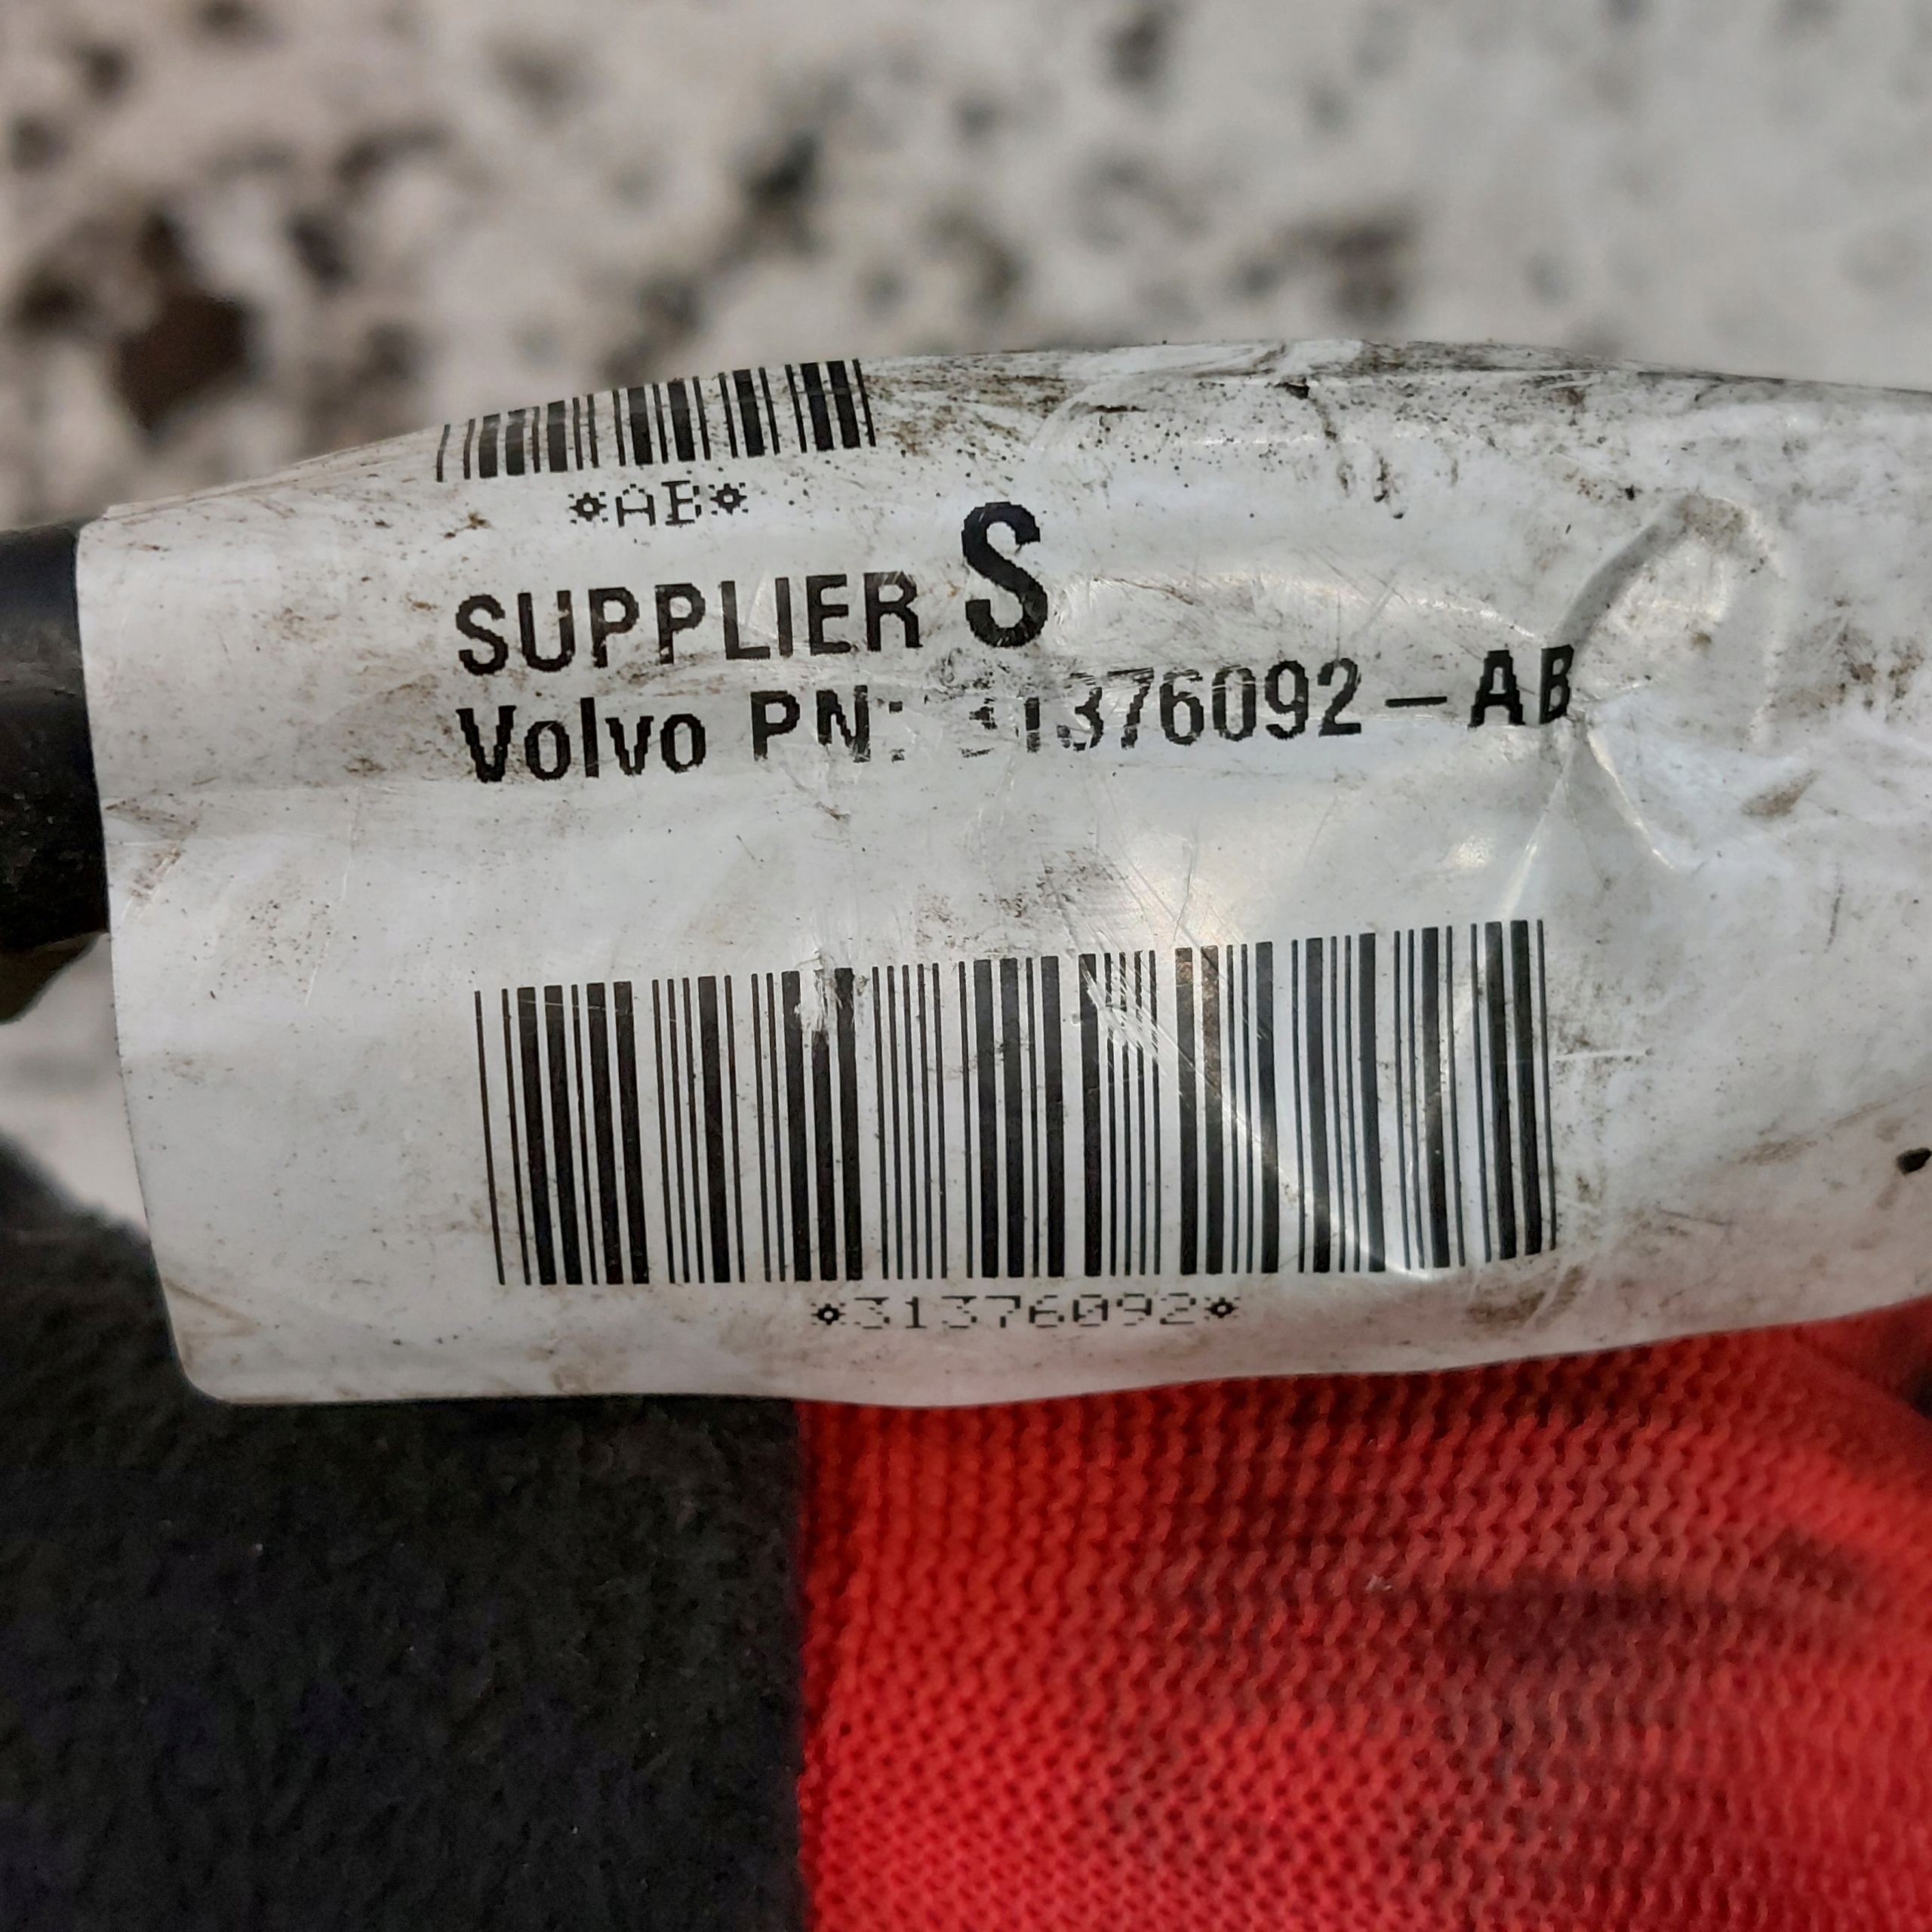 *AB*
SUPPLIER S
Volvo PN: 31376092-AB
*31376092*